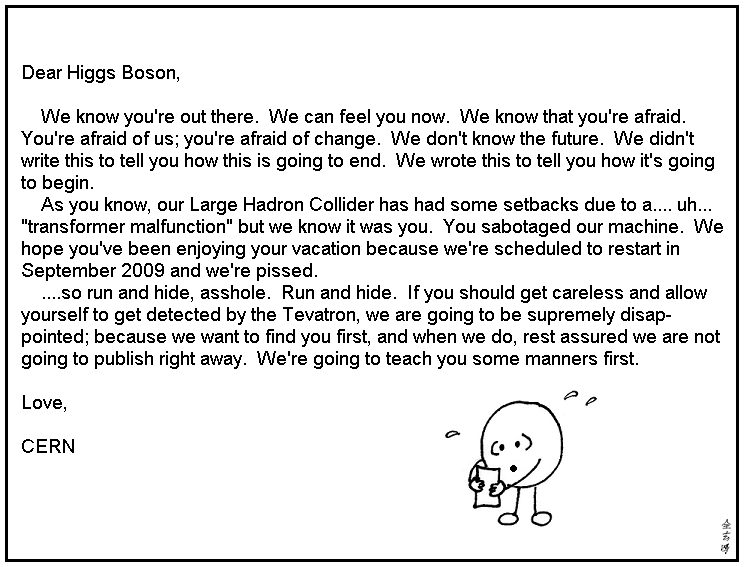 Dear Higgs Boson,
We know you're out there. We can feel you now. We know that you're afraid.
You're afraid of us; you're afraid of change. We don't know the future. We didn't
write this to tell you how this is going to end. We wrote this to tell you how it's going
to begin.
As you know, our Large Hadron Collider has had some setbacks due to a.... uh...
"transformer malfunction" but we know it was you. You sabotaged our machine. We
hope you've been enjoying your vacation because we're scheduled to restart in
September 2009 and we're pissed.
....so run and hide, asshole. Run and hide. If you should get careless and allow
yourself to get detected by the Tevatron, we are going to be supremely disap-
pointed; because we want to find you first, and when we do, rest assured we are not
going to publish right away. We're going to teach you some manners first.
Love,
CERN